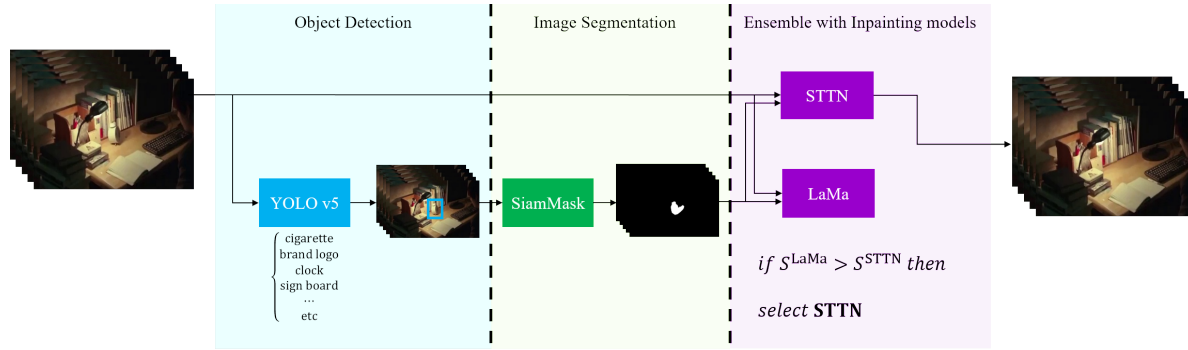 Object Detection
Image Segmentation
Ensemble with Inpainting models
STTN
YOLO v5
SiamMask
LaMa
cigarette
brand logo
clock
sign board
...
etc
if S^LaMa > S^STTN then
select STTN